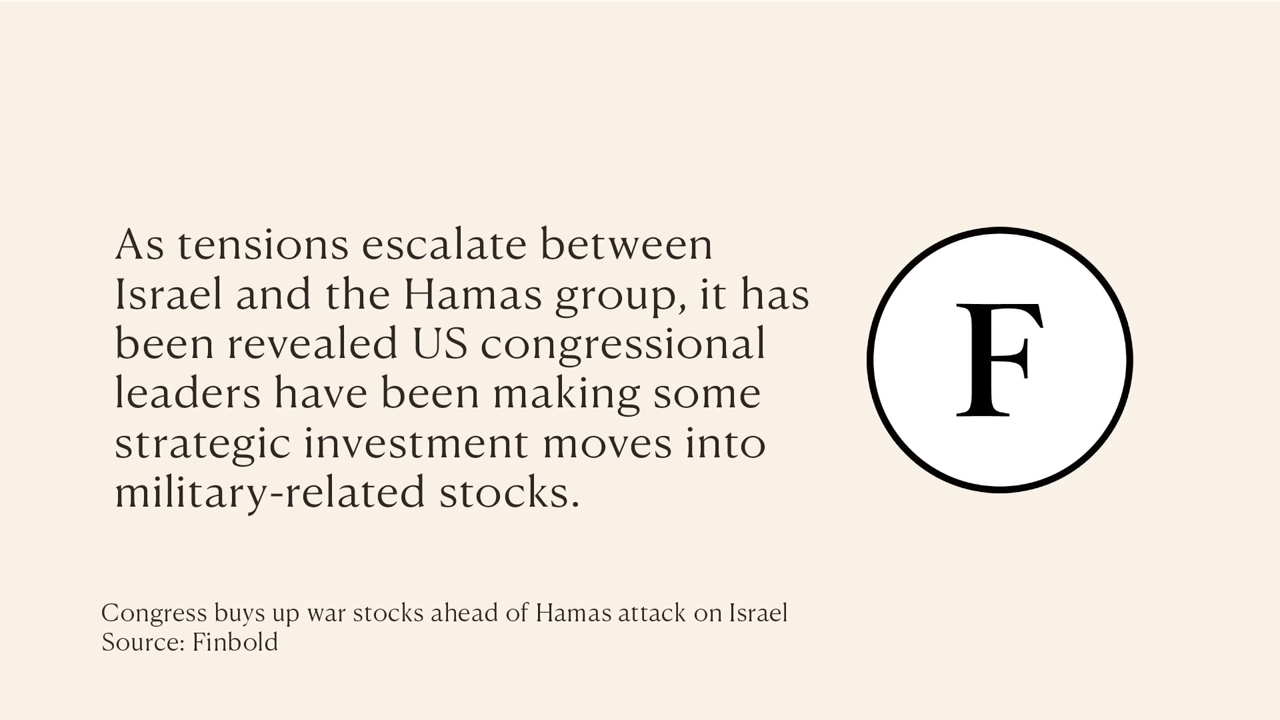 As tensions escalate between
Israel and the Hamas group, it has
been revealed US congressional
leaders have been making some
strategic investment moves into
military-related stocks.
F
Congress buys up war stocks ahead of Hamas attack on Israel
Source: Finbold